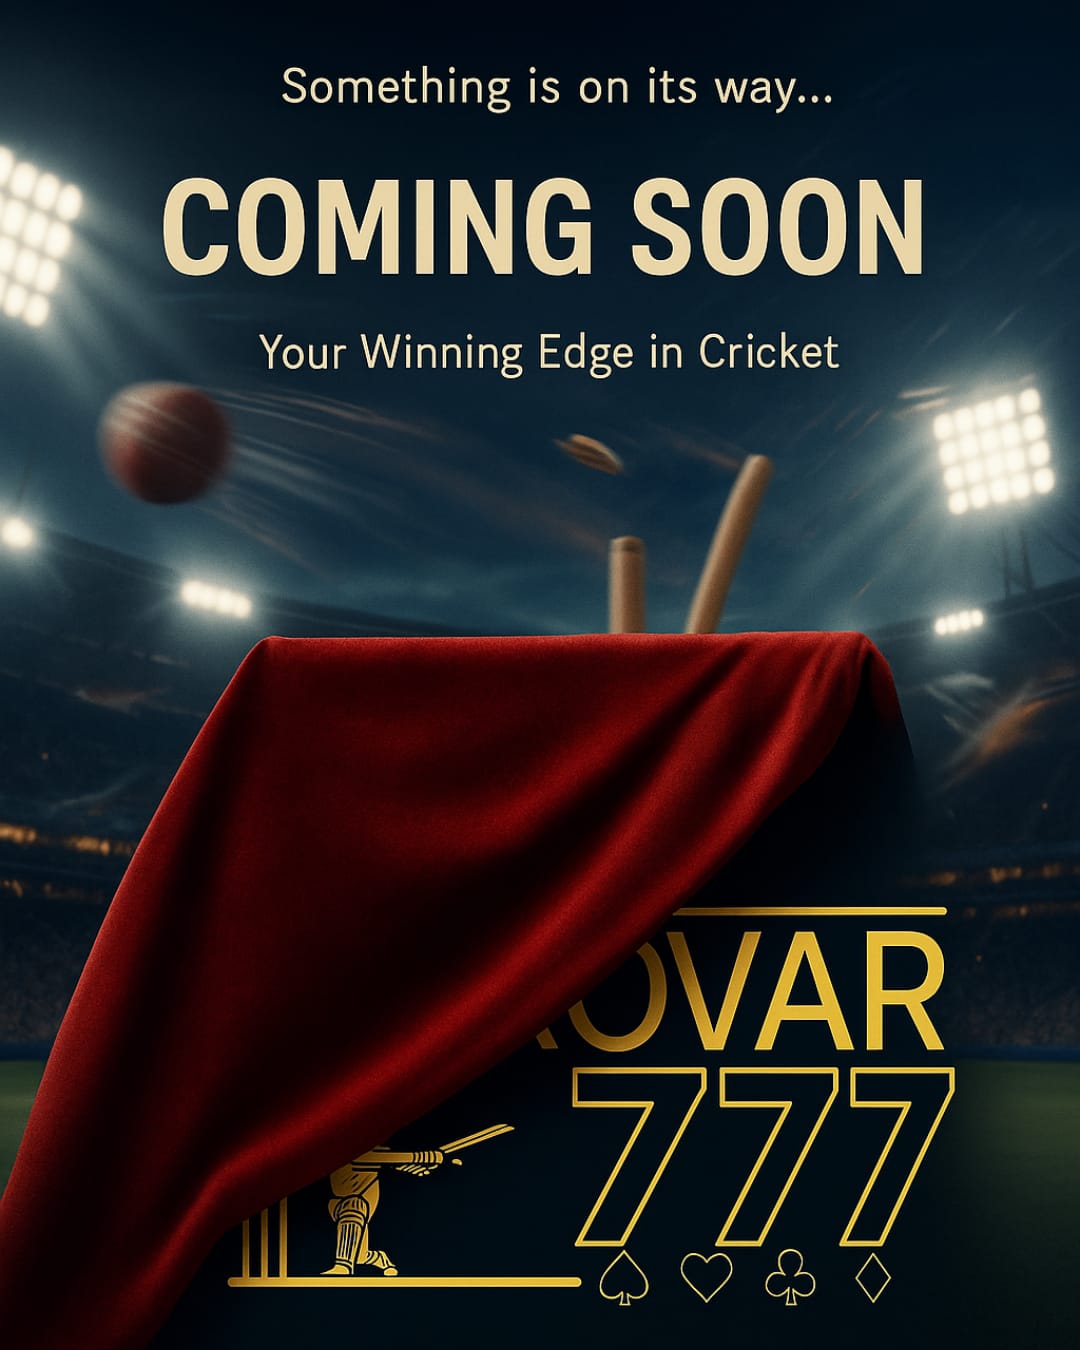 Something is on its way...
COMING SOON
Your Winning Edge in Cricket
OVAR
777